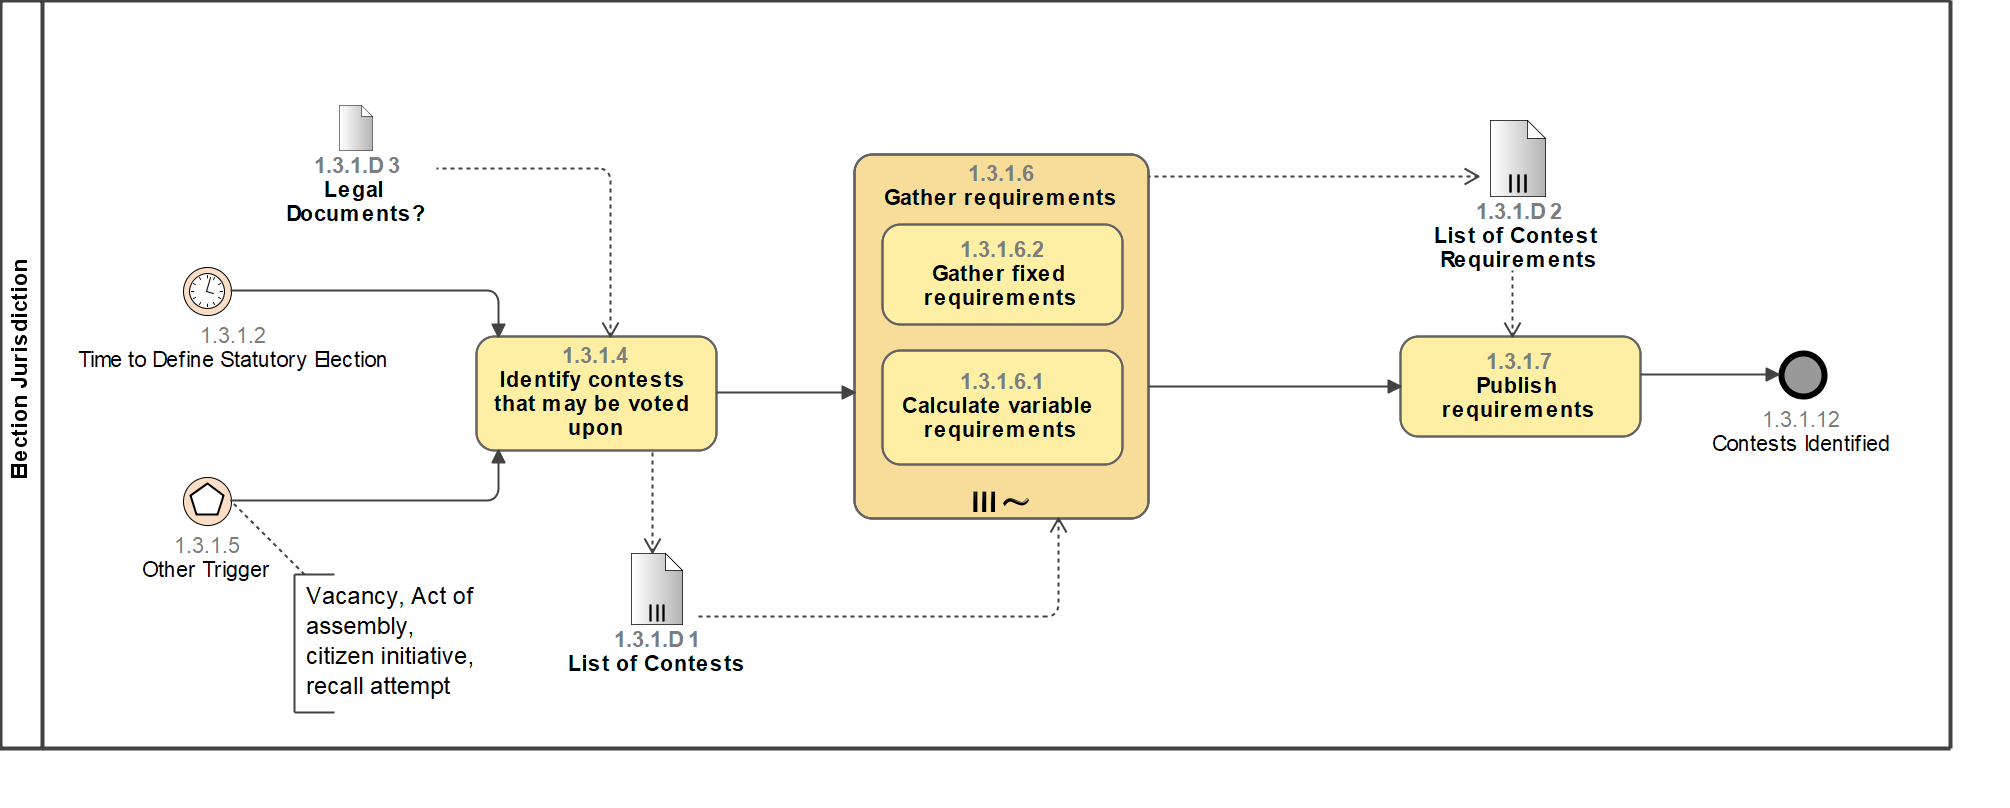 Election Jurisdiction
1.3.1.D 3
Legal
Documents?
1.3.1.2
Time to Define Statutory Election
1.3.1.5
Other Trigger
Vacancy, Act of
assembly,
citizen initiative,
recall attempt
1.3.1.4
Identify contests
that may be voted
upon
1.3.1.D 1
List of Contests
1.3.1.6
Gather requirements
1.3.1.6.2
Gather fixed
requirements
1.3.1.6.1
Calculate variable
requirements
1.3.1.D 2
List of Contest
Requirements
1.3.1.7
Publish
requirements
1.3.1.12
Contests Identified